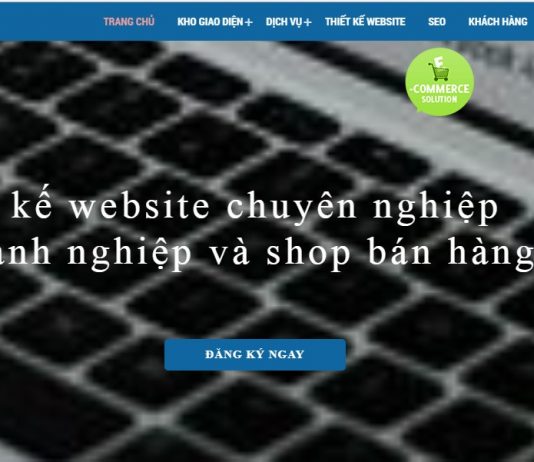 TRANG CHỦ KHO GIAO DIỆN+ DỊCH VỤ+ THIẾT KẾ WEBSITE SEO KHÁCH HÀNG
E
-COMMERCE
SOLUTION
kế website chuyên nghiệp
anh nghiệp và shop bán hàng
ĐĂNG KÝ NGAY